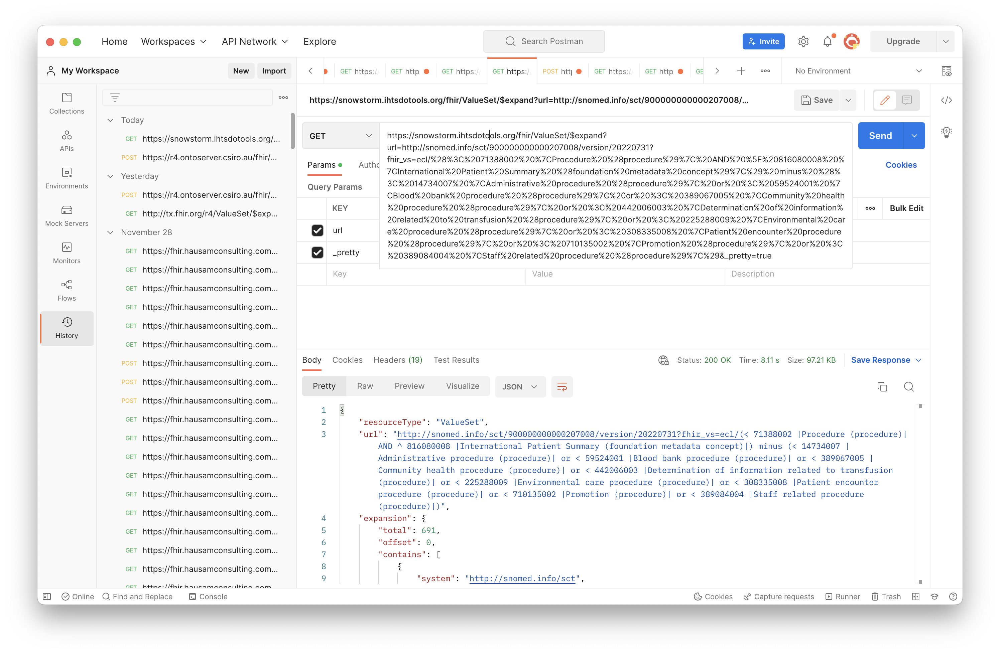 Home Workspaces API Network Explore Search Postman Invite Upgrade
My Workspace New Import
GET https:/ GET http GET https:/ GET https:/ POST http GET https:/ GET http GE No Environment
Collections
APIs
Environments
Mock Servers
Monitors
Flows
History
Today
GET https://snowstorm.ihtsdotools.org/...
POST https://r4.ontoserver.csiro.au/fhir/...
Yesterday
POST https://r4.ontoserver.csiro.au/fhir/...
GET http://tx.fhir.org/r4/ValueSet/$exp...
November 28
GET https://fhir.hausamconsulting.com...
GET https://fhir.hausamconsulting.com...
GET https://fhir.hausamconsulting.com...
GET https://fhir.hausamconsulting.com...
GET https://fhir.hausamconsulting.com...
GET https://fhir.hausamconsulting.com...
POST https://fhir.hausamconsulting.com...
POST https://fhir.hausamconsulting.com...
POST https://fhir.hausamconsulting.com...
GET https://fhir.hausamconsulting.com...
GET https://fhir.hausamconsulting.com...
GET https://fhir.hausamconsulting.com...
GET https://fhir.hausamconsulting.com...
GET https://fhir.hausamconsulting.com...
GET https://fhir.hausamconsulting.com...
GET https://fhir.hausamconsulting.com...
GET https://fhir.hausamconsulting.com...
GET https://fhir.hausamconsulting.com...
GET https://fhir.hausamconsulting.com
https://snowstorm.ihtsdotools.org/fhir/ValueSet/$expand?url=http://snomed.info/sct/900000000000207008/...
Save
GET
https://snowstorm.ihtsdotools.org/fhir/ValueSet/$expand?
url=http://snomed.info/sct/900000000000207008/version/20220731?
fhir_vs=ecl/%28%3C%2071388002%20%7CProcedure%20%28procedure%29%7C%20AND%20%5E%20816080008%20%
7CInternational%20Patient%20Summary%20%28foundation%20metadata%20concept%29%7C%29%20minus%20%28%
3C%2014734007%20%7CAdministrative%20procedure%20%28procedure%29%7C%20or%20%3C%2059524001%20%7
CBlood%20bank%20procedure%20%28procedure%29%7C%20or%20%3C%20389067005%20%7CCommunity%20health
%20procedure%20%28procedure%29%7C%20or%20%3C%20442006003%20%7CDetermination%20of%20information%
20related%20to%20transfusion%20%28procedure%29%7C%20or%20%3C%20225288009%20%7CEnvironmental%20car
e%20procedure%20%28procedure%29%7C%20or%20%3C%20308335008%20%7CPatient%20encounter%20procedure
%20%28procedure%29%7C%20or%20%3C%20710135002%20%7CPromotion%20%28procedure%29%7C%20or%20%3C
%20389084004%20%7CStaff%20related%20procedure%20%28procedure%29%7C%29&_pretty=true
Send
Params Autho Cookies
Query Params
KEY Bulk Edit
url
_pretty
Key Value Description
Body Cookies Headers (19) Test Results Status: 200 OK Time: 8.11 s Size: 97.21 KB Save Response
Pretty Raw Preview Visualize JSON
1 {
2 "resourceType": "ValueSet",
3 "url": "http://snomed.info/sct/900000000000207008/version/20220731?fhir_vs=ecl/(< 71388002 |Procedure (procedure)|
AND ^ 816080008 |International Patient Summary (foundation metadata concept)|) minus (< 14734007 |
Administrative procedure (procedure)| or < 59524001 |Blood bank procedure (procedure)| or < 389067005 |
Community health procedure (procedure)| or < 442006003 |Determination of information related to transfusion
(procedure)| or < 225288009 |Environmental care procedure (procedure)| or < 308335008 |Patient encounter
procedure (procedure)| or < 710135002 |Promotion (procedure)| or < 389084004 |Staff related procedure
(procedure)|)",
4 "expansion": {
5 "total": 691,
6 "offset": 0,
7 "contains": [
8 {
9 "system": "http://snomed.info/sct",
Online Find and Replace Console Cookies Capture requests Runner Trash